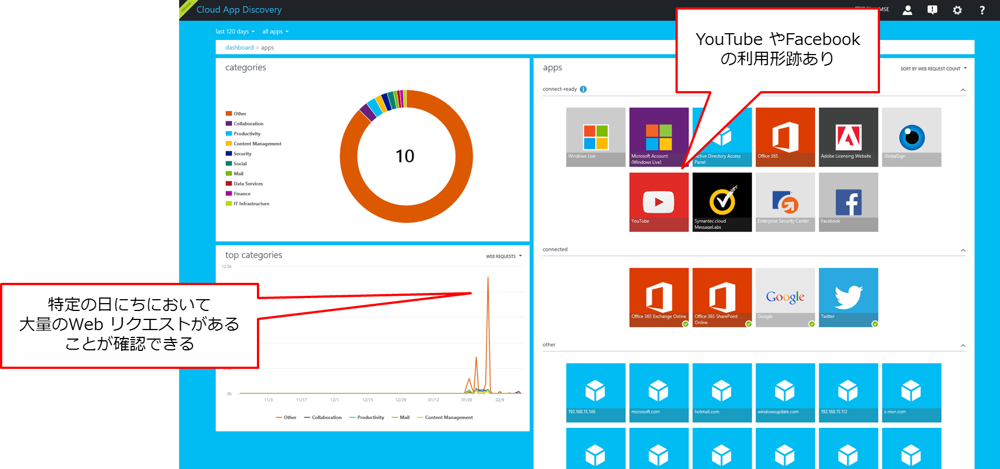 PREVIEW
Cloud App Discovery
MSE
last 120 days
all apps
dashboard > apps
YouTube やFacebook
の利用形跡あり
categories
Other
Collaboration
Productivity
Content Management
Security
Social
Mail
Data Services
Finance
IT Infrastructure
10
top categories
WEB REQUESTS
12.5k
0k
11/3
11/17
12/1
12/15
12/29
01/12
01/26
02/9
Other
Collaboration
Productivity
Mail
Content Management
特定の日にちにおいて
大量のWeb リクエストがある
ことが確認できる
apps
SORT BY WEB REQUEST COUNT
connect-ready
Windows Live
Microsoft Account
(Windows Live)
Active Directory Access
Panel
Office 365
Adobe Licensing Website
GlobalSign
YouTube
Symantec.cloud
MessageLabs
Enterprise Security Center
Facebook
connected
Office 365 Exchange Online
Office 365 SharePoint
Online
Google
Google
Twitter
other
192.168.15.146
microsoft.com
hotmail.com
windowsupdate.com
192.168.15.112
s-msn.com